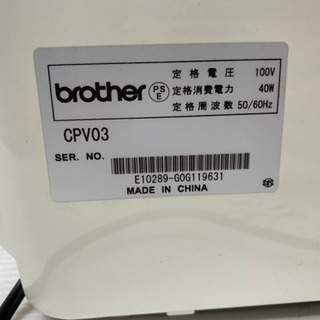 brother
PS
E
定格電圧 100V
定格消費電力 40W
定格周波数 50/60Hz
CPV03
SER. NO.
E10289-G0G119631
MADE IN CHINA